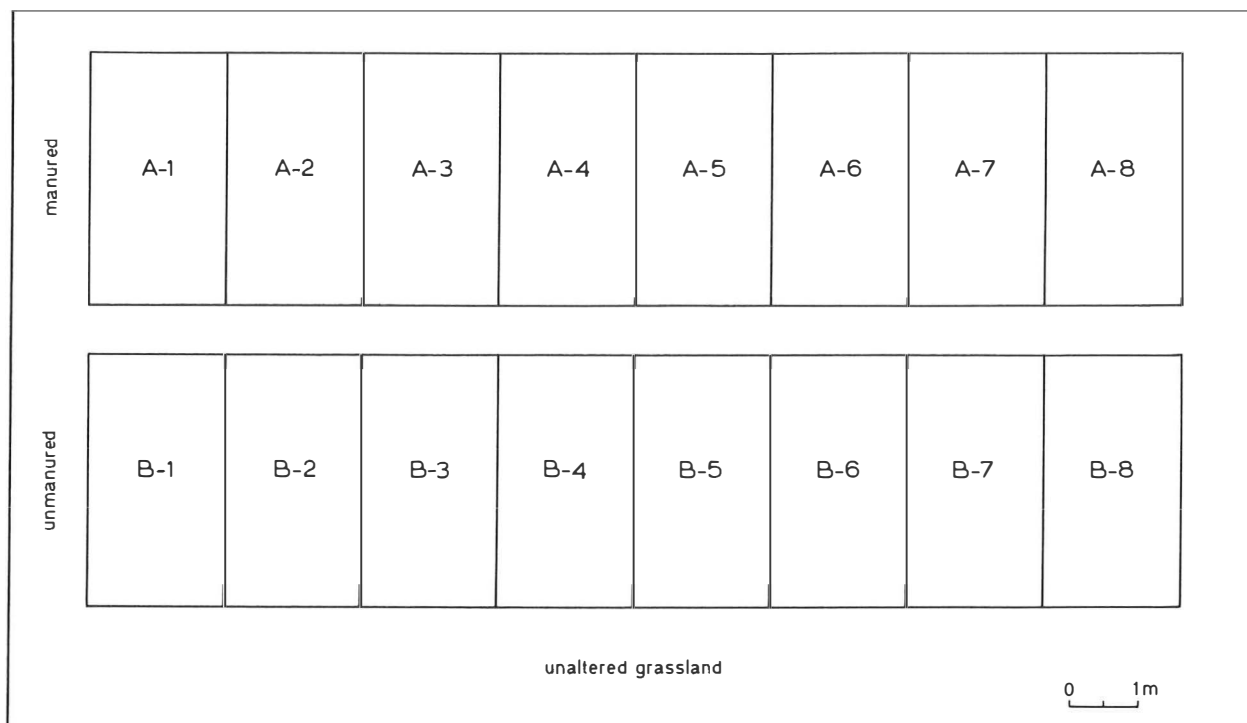 manured
A-1 A-2 A-3 A-4 A-5 A-6 A-7 A-8
unmanured
B-1 B-2 B-3 B-4 B-5 B-6 B-7 B-8
unaltered grassland
0 1m